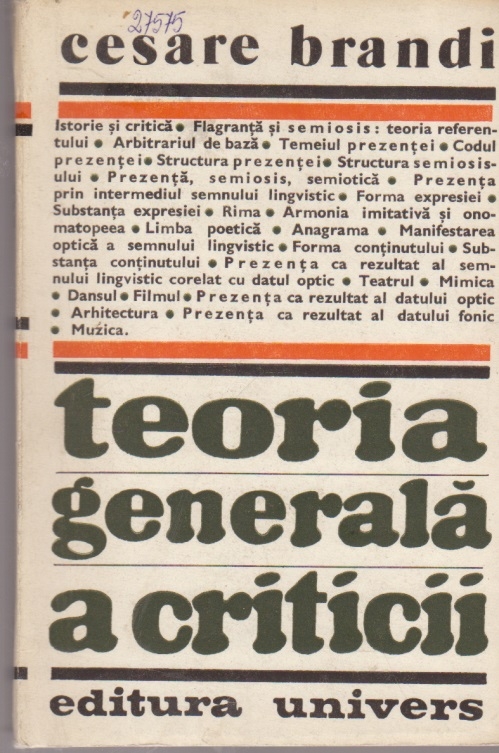 27575
cesare brandi
Istorie și critică • Flagranță și semiosis: teoria referen-
tului • Arbitrariul de bază • Temeiul prezenței • Codul
prezenței • Structura prezenței • Structura semiosis-
ului • Prezență, semiosis, semiotică • Prezența
prin intermediul semnului lingvistic • Forma expresiei •
Substanța expresiei • Rima • Armonia imitativă și ono-
matopeea • Limba poetică • Anagrama • Manifestarea
optică a semnului lingvistic • Forma conținutului • Sub-
stanța conținutului • Prezența ca rezultat al sem-
nului lingvistic corelat cu datul optic • Teatrul • Mimica
• Dansul • Filmul • Prezența ca rezultat al datului optic
• Arhitectura • Prezența ca rezultat al datului fonic
• Muzica.
teoria
generală
a criticii
editura univers